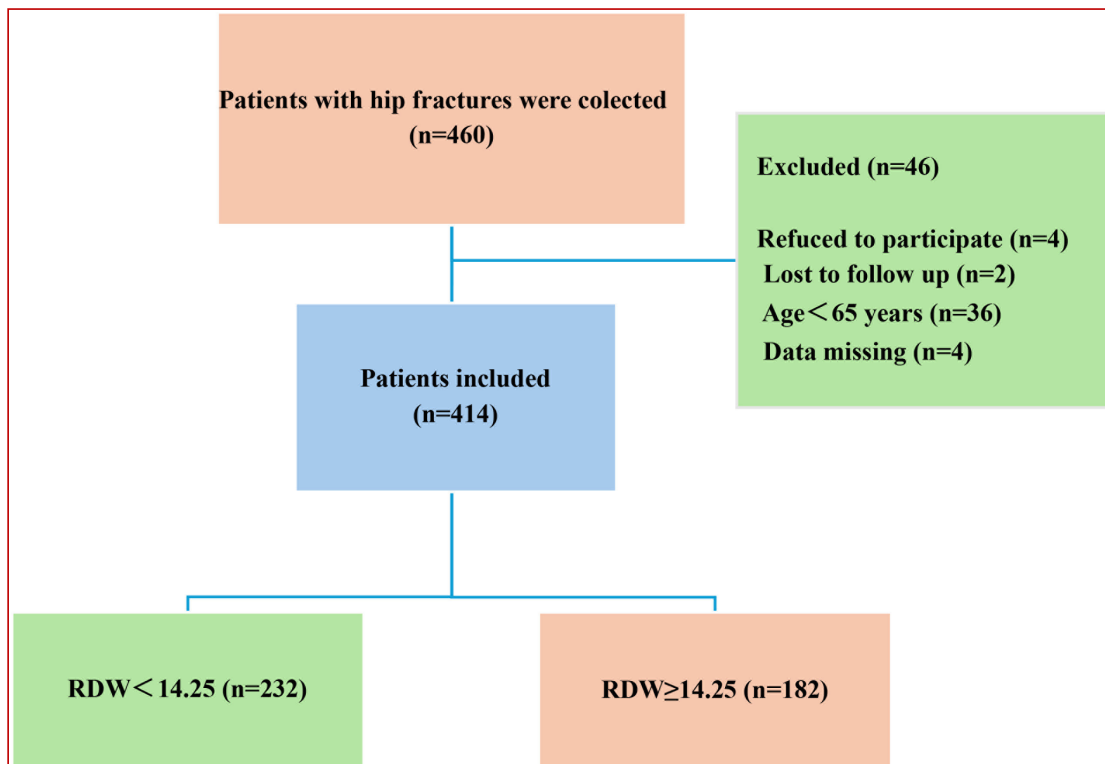 Patients with hip fractures were colected
(n=460)
Excluded (n=46)
Refuced to participate (n=4)
Lost to follow up (n=2)
Age＜65 years (n=36)
Data missing (n=4)
Patients included
(n=414)
RDW＜14.25 (n=232)
RDW≥14.25 (n=182)